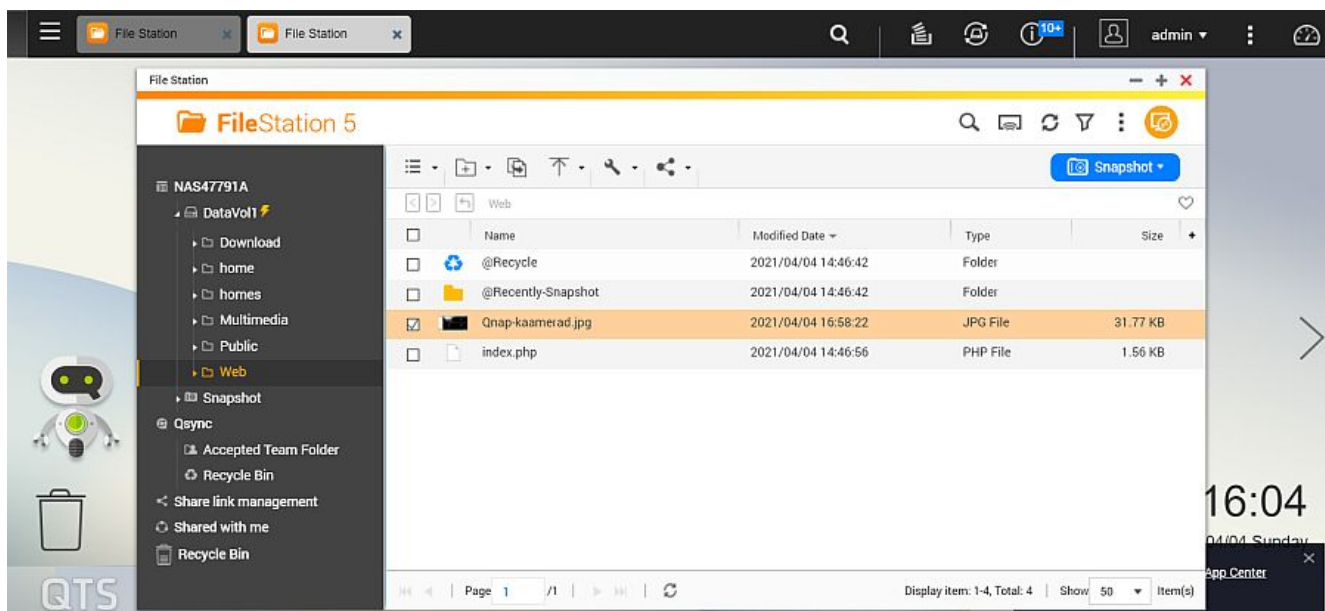 File Station
File Station
10+
admin
File Station
FileStation 5
Snapshot
NAS47791A
DataVol1
Download
home
homes
Multimedia
Public
Web
Snapshot
Qsync
Accepted Team Folder
Recycle Bin
Share link management
Shared with me
Recycle Bin
Web
Name Modified Date Type Size
@Recycle 2021/04/04 14:46:42 Folder
@Recently-Snapshot 2021/04/04 14:46:42 Folder
Qnap-kaamerad.jpg 2021/04/04 16:58:22 JPG File 31.77 KB
index.php 2021/04/04 14:46:56 PHP File 1.56 KB
Page 1 /1 Display item: 1-4, Total: 4 Show 50 Item(s)
16:04
04/04 Sunday
App Center
QTS